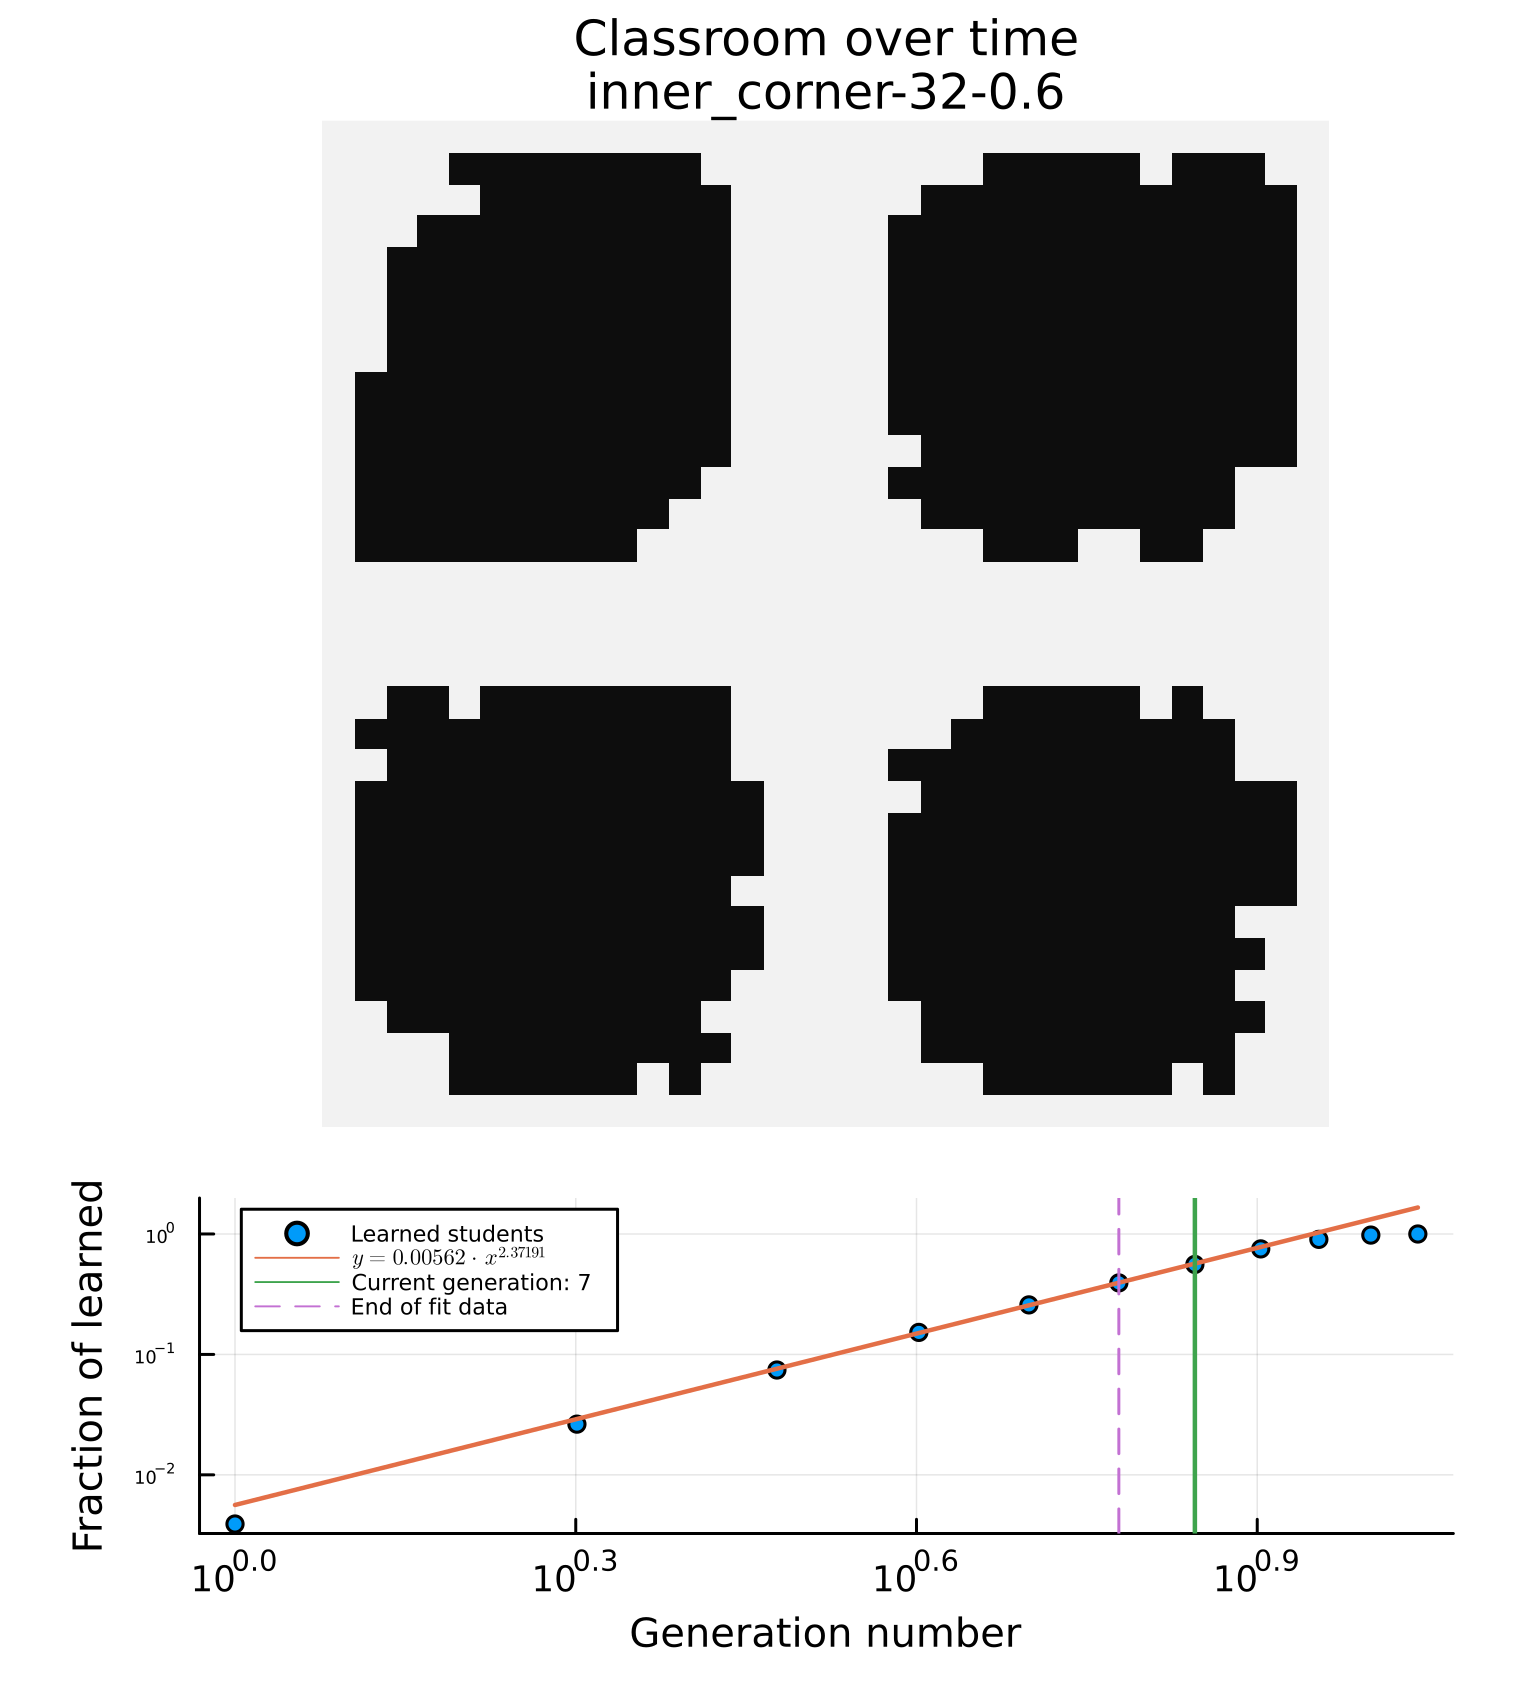 Classroom over time
inner_corner-32-0.6
Fraction of learned
10^0
10^-1
10^-2
Learned students
y = 0.00562 · x^2.37191
Current generation: 7
End of fit data
10^0.0 10^0.3 10^0.6 10^0.9
Generation number